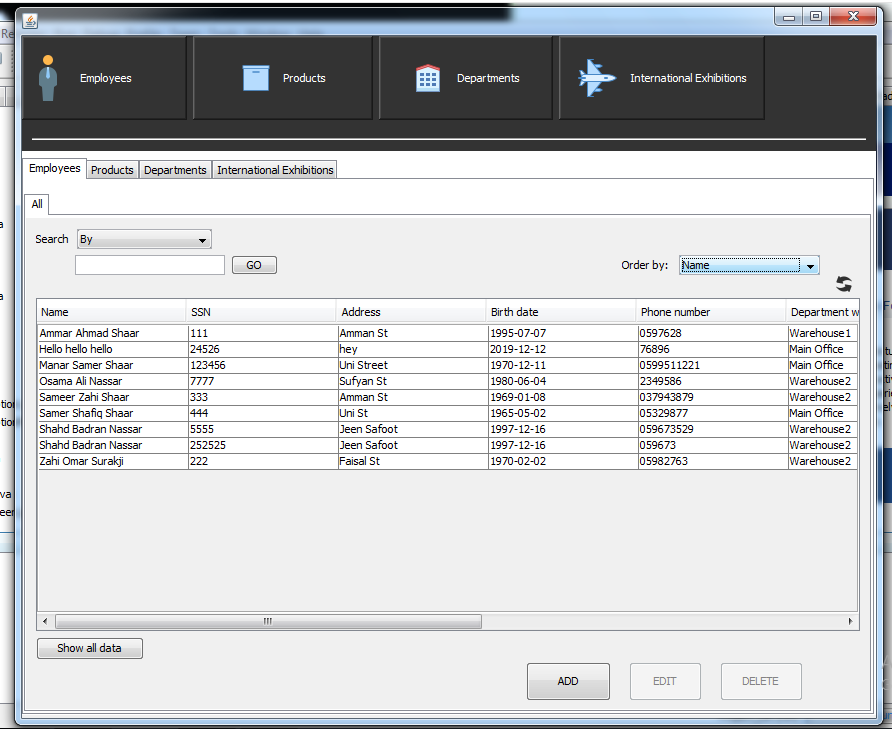 Employees Products Departments International Exhibitions
Employees Products Departments International Exhibitions
All
Search By
GO Order by: Name
Name SSN Address Birth date Phone number Department w
Ammar Ahmad Shaar 111 Amman St 1995-07-07 0597628 Warehouse1
Hello hello hello 24526 hey 2019-12-12 76896 Main Office
Manar Samer Shaar 123456 Uni Street 1970-12-11 0599511221 Main Office
Osama Ali Nassar 7777 Sufyan St 1980-06-04 2349586 Warehouse2
Sameer Zahi Shaar 333 Amman St 1969-01-08 037943879 Warehouse2
Samer Shafiq Shaar 444 Uni St 1965-05-02 05329877 Main Office
Shahd Badran Nassar 5555 Jeen Safoot 1997-12-16 059673529 Warehouse2
Shahd Badran Nassar 252525 Jeen Safoot 1997-12-16 059673 Warehouse2
Zahi Omar Surakji 222 Faisal St 1970-02-02 05982763 Warehouse2
Show all data
ADD EDIT DELETE